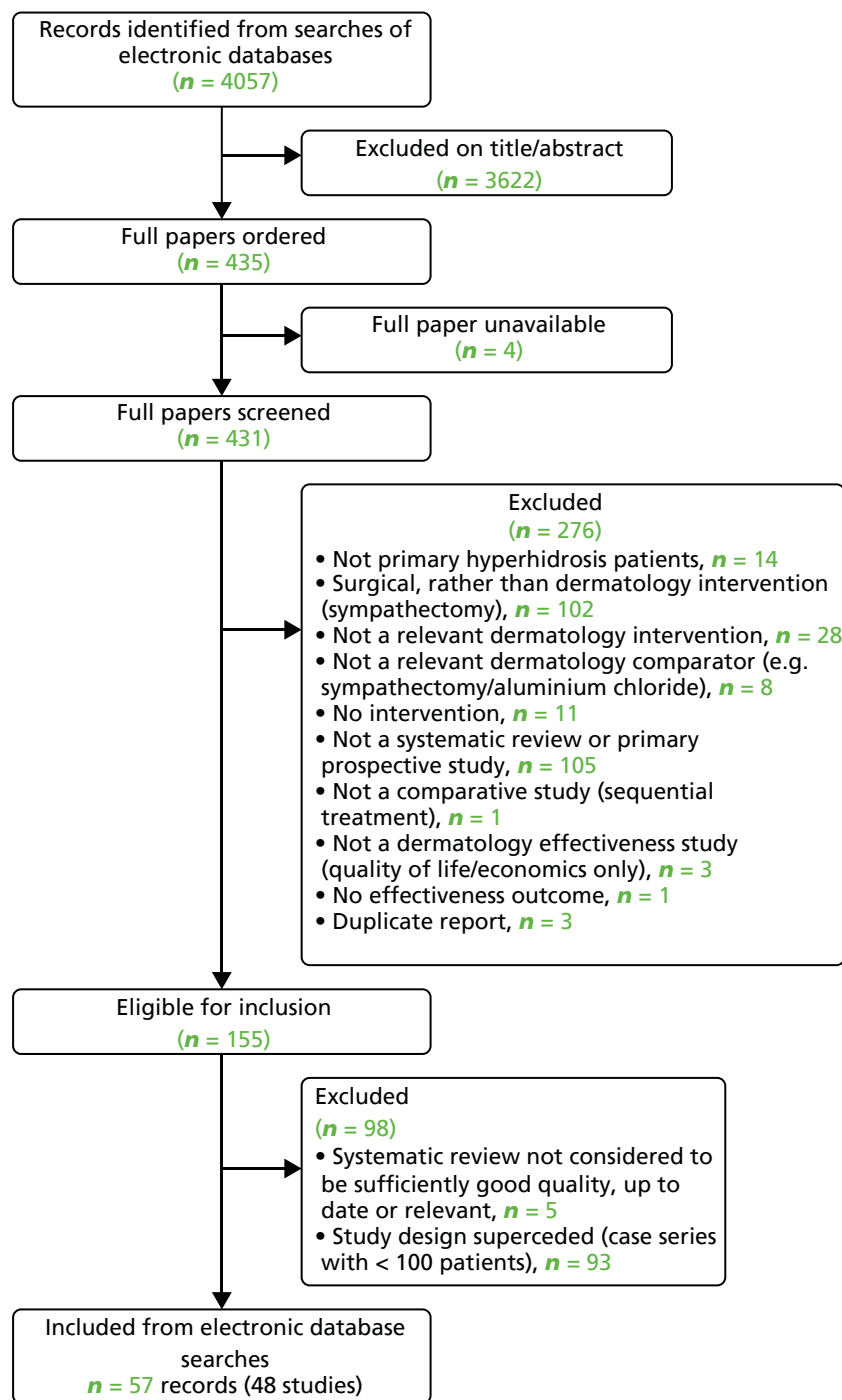 Records identified from searches of
electronic databases
(n = 4057)
Excluded on title/abstract
(n = 3622)
Full papers ordered
(n = 435)
Full paper unavailable
(n = 4)
Full papers screened
(n = 431)
Excluded
(n = 276)
• Not primary hyperhidrosis patients, n = 14
• Surgical, rather than dermatology intervention
(sympathectomy), n = 102
• Not a relevant dermatology intervention, n = 28
• Not a relevant dermatology comparator (e.g.
sympathectomy/aluminium chloride), n = 8
• No intervention, n = 11
• Not a systematic review or primary
prospective study, n = 105
• Not a comparative study (sequential
treatment), n = 1
• Not a dermatology effectiveness study
(quality of life/economics only), n = 3
• No effectiveness outcome, n = 1
• Duplicate report, n = 3
Eligible for inclusion
(n = 155)
Excluded
(n = 98)
• Systematic review not considered to
be sufficiently good quality, up to
date or relevant, n = 5
• Study design superceded (case series
with < 100 patients), n = 93
Included from electronic database
searches
n = 57 records (48 studies)